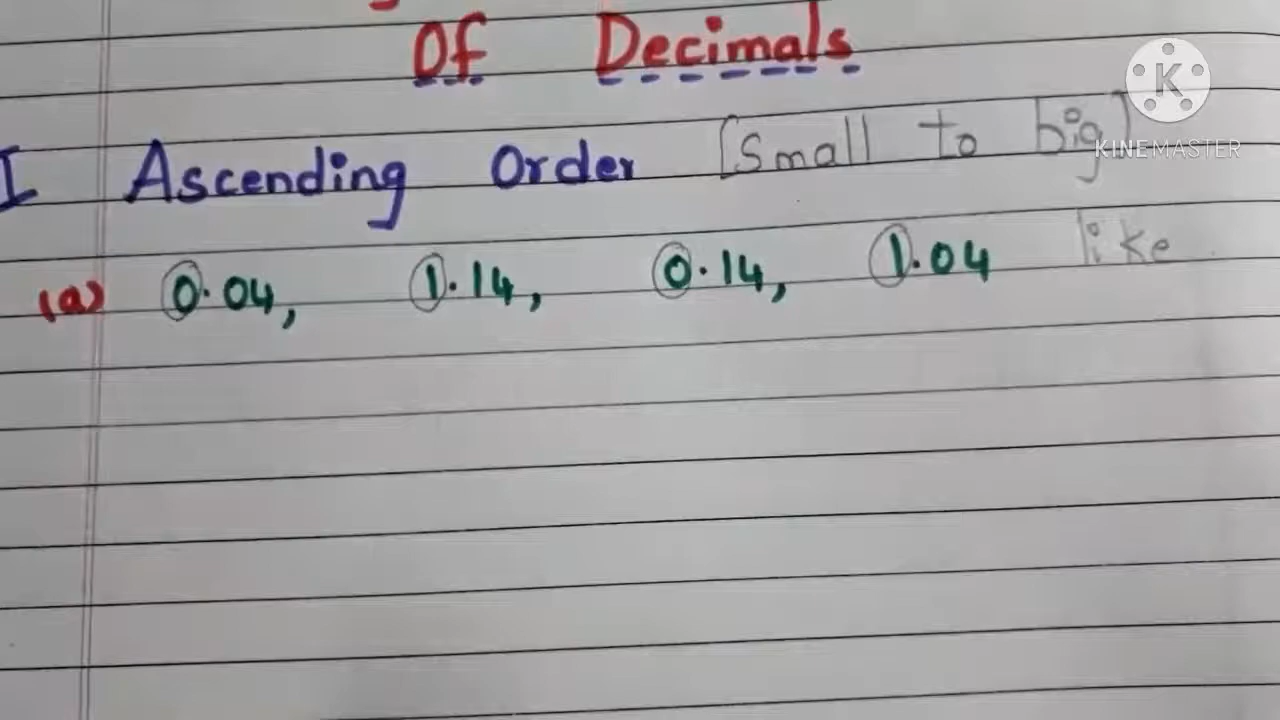 Of Decimals
I Ascending Order [Small to big]
(a) 0.04, 1.14, 0.14, 1.04 like
K
KINEMASTER